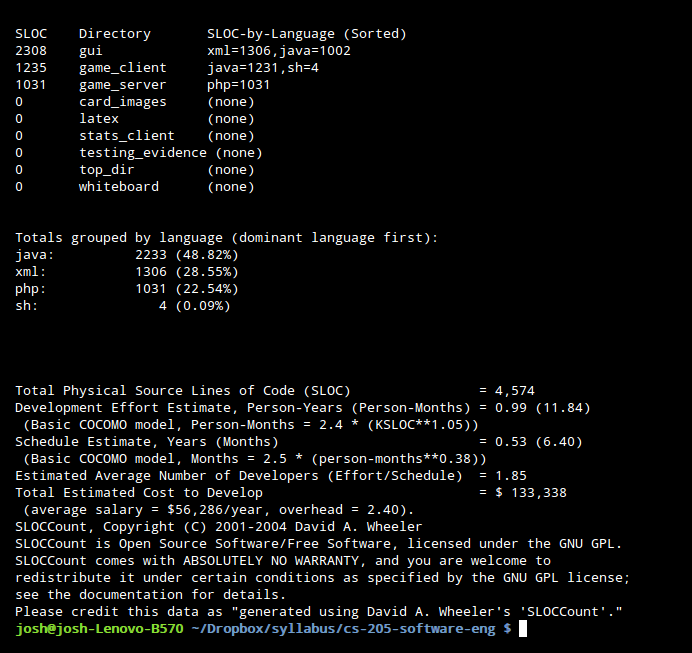 SLOC    Directory       SLOC-by-Language (Sorted)
2308    gui             xml=1306,java=1002
1235    game_client     java=1231,sh=4
1031    game_server     php=1031
0       card_images     (none)
0       latex           (none)
0       stats_client    (none)
0       testing_evidence (none)
0       top_dir         (none)
0       whiteboard      (none)
Totals grouped by language (dominant language first):
java:          2233 (48.82%)
xml:           1306 (28.55%)
php:           1031 (22.54%)
sh:               4 (0.09%)
Total Physical Source Lines of Code (SLOC)                = 4,574
Development Effort Estimate, Person-Years (Person-Months) = 0.99 (11.84)
 (Basic COCOMO model, Person-Months = 2.4 * (KSLOC**1.05))
Schedule Estimate, Years (Months)                         = 0.53 (6.40)
 (Basic COCOMO model, Months = 2.5 * (person-months**0.38))
Estimated Average Number of Developers (Effort/Schedule)  = 1.85
Total Estimated Cost to Develop                           = $ 133,338
 (average salary = $56,286/year, overhead = 2.40).
SLOCCount, Copyright (C) 2001-2004 David A. Wheeler
SLOCCount is Open Source Software/Free Software, licensed under the GNU GPL.
SLOCCount comes with ABSOLUTELY NO WARRANTY, and you are welcome to
redistribute it under certain conditions as specified by the GNU GPL license;
see the documentation for details.
Please credit this data as "generated using David A. Wheeler's 'SLOCCount'."
josh@josh-Lenovo-B570 ~/Dropbox/syllabus/cs-205-software-eng $